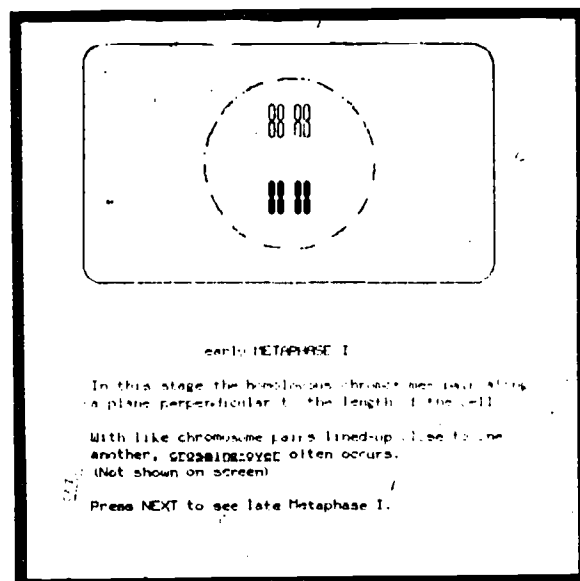 early METAPHASE I
In this stage the homologous chromosomes pair along
a plane perpendicular to the length of the cell
With like chromosome pairs lined-up close to one
another, crossing-over often occurs.
(Not shown on screen)
Press NEXT to see late Metaphase I.